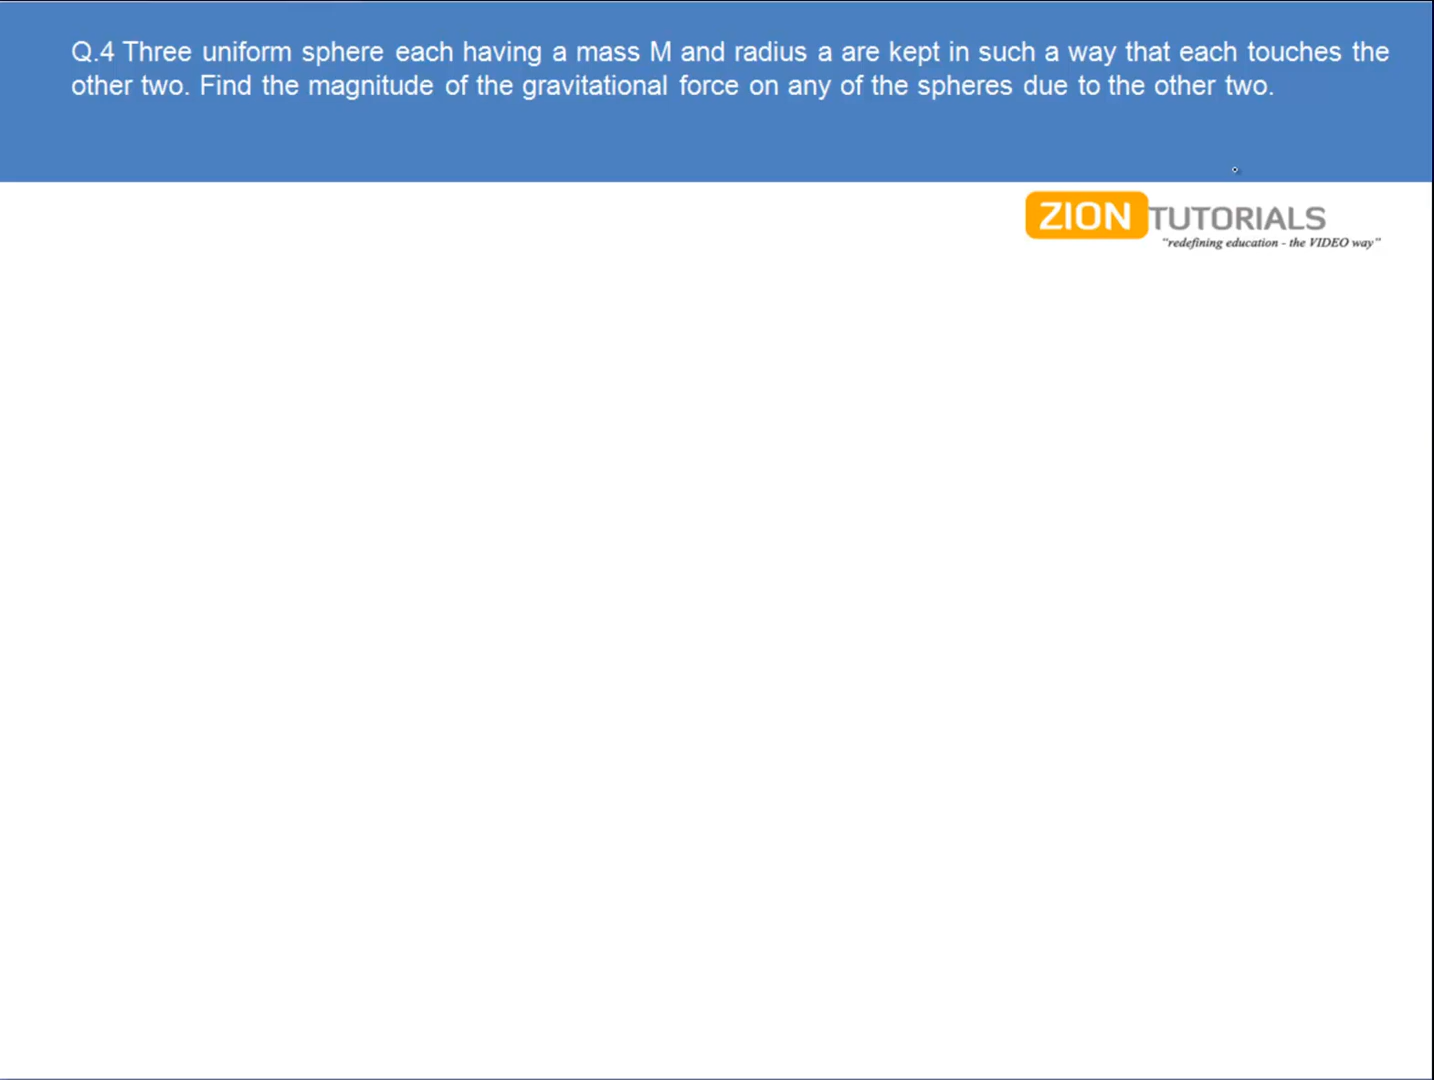 Q.4 Three uniform sphere each having a mass M and radius a are kept in such a way that each touches the
other two. Find the magnitude of the gravitational force on any of the spheres due to the other two.
ZION TUTORIALS
"redefining education - the VIDEO way"